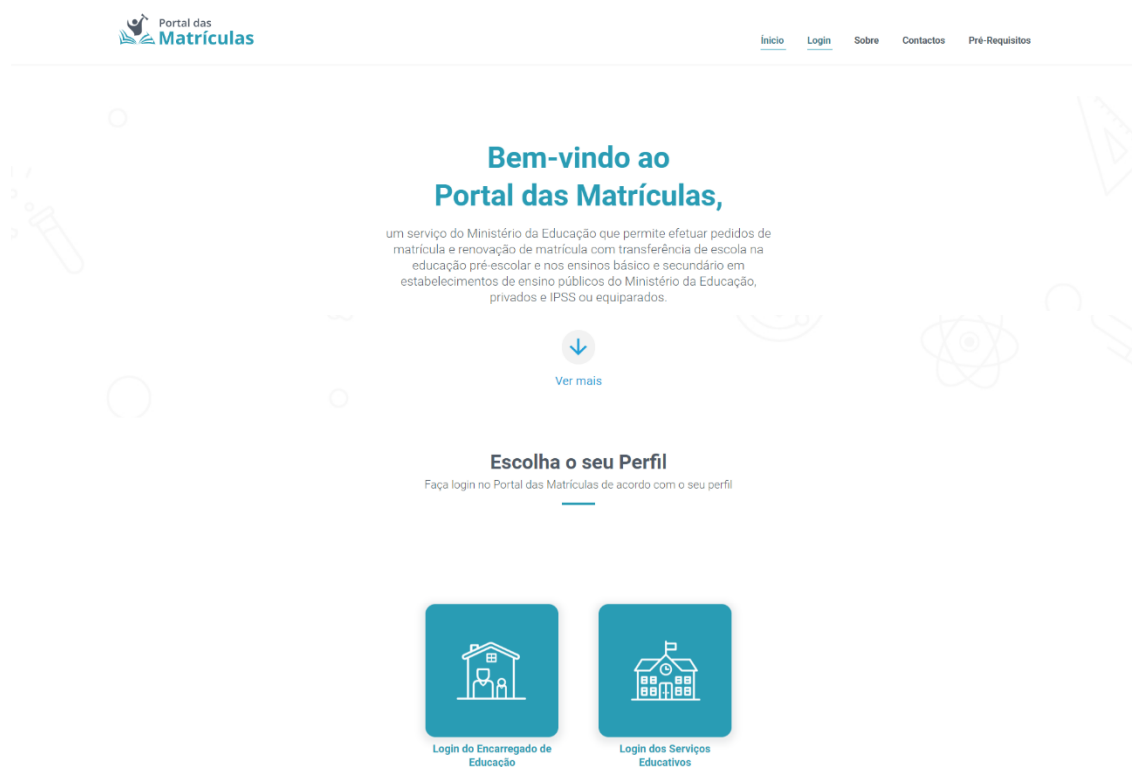 Portal das
Matrículas
Ínicio Login Sobre Contactos Pré-Requisitos
Bem-vindo ao
Portal das Matrículas,
um serviço do Ministério da Educação que permite efetuar pedidos de
matrícula e renovação de matrícula com transferência de escola na
educação pré-escolar e nos ensinos básico e secundário em
estabelecimentos de ensino públicos do Ministério da Educação,
privados e IPSS ou equiparados.
Ver mais
Escolha o seu Perfil
Faça login no Portal das Matrículas de acordo com o seu perfil
Login do Encarregado de
Educação
Login dos Serviços
Educativos